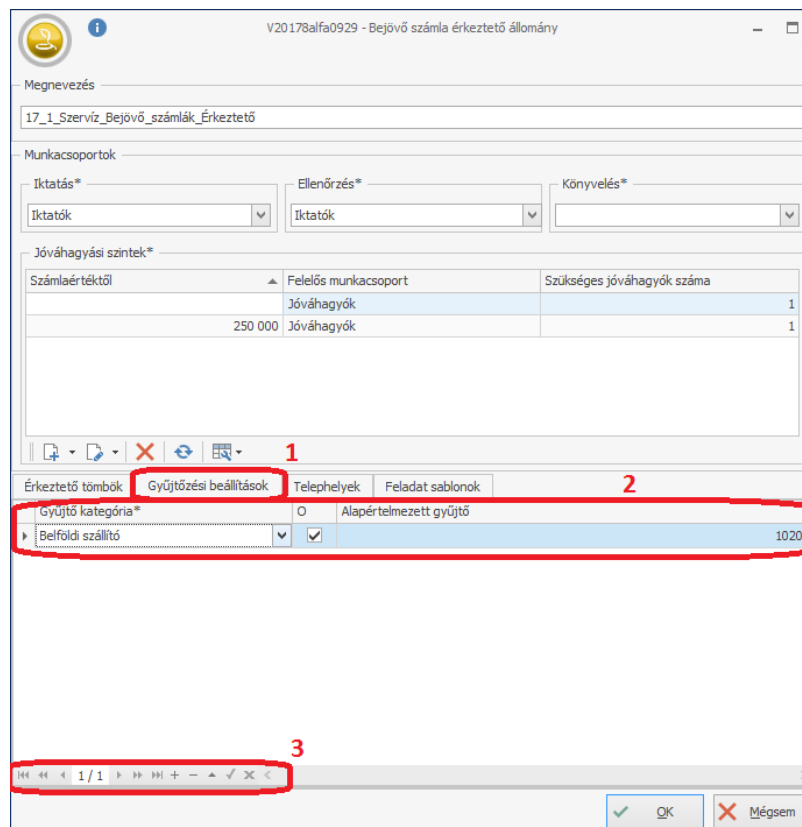 V20178alfa0929 - Bejövő számla érkeztető állomány
Megnevezés
17_1_Szervíz_Bejövő_számlák_Érkeztető
Munkacsoportok
Iktatás*
Ellenőrzés*
Könyvelés*
Iktatók
Iktatók
Jóváhagyási szintek*
Számlaértéktől
Felelős munkacsoport
Szükséges jóváhagyók száma
Jóváhagyók 1
250 000 Jóváhagyók 1
1
Érkeztető tömbök
Gyűjtőzési beállítások
Telephelyek
Feladat sablonok
2
Gyűjtő kategória*
O
Alapértelmezett gyűjtő
Belföldi szállító 1020
3
1 / 1
OK
Mégsem